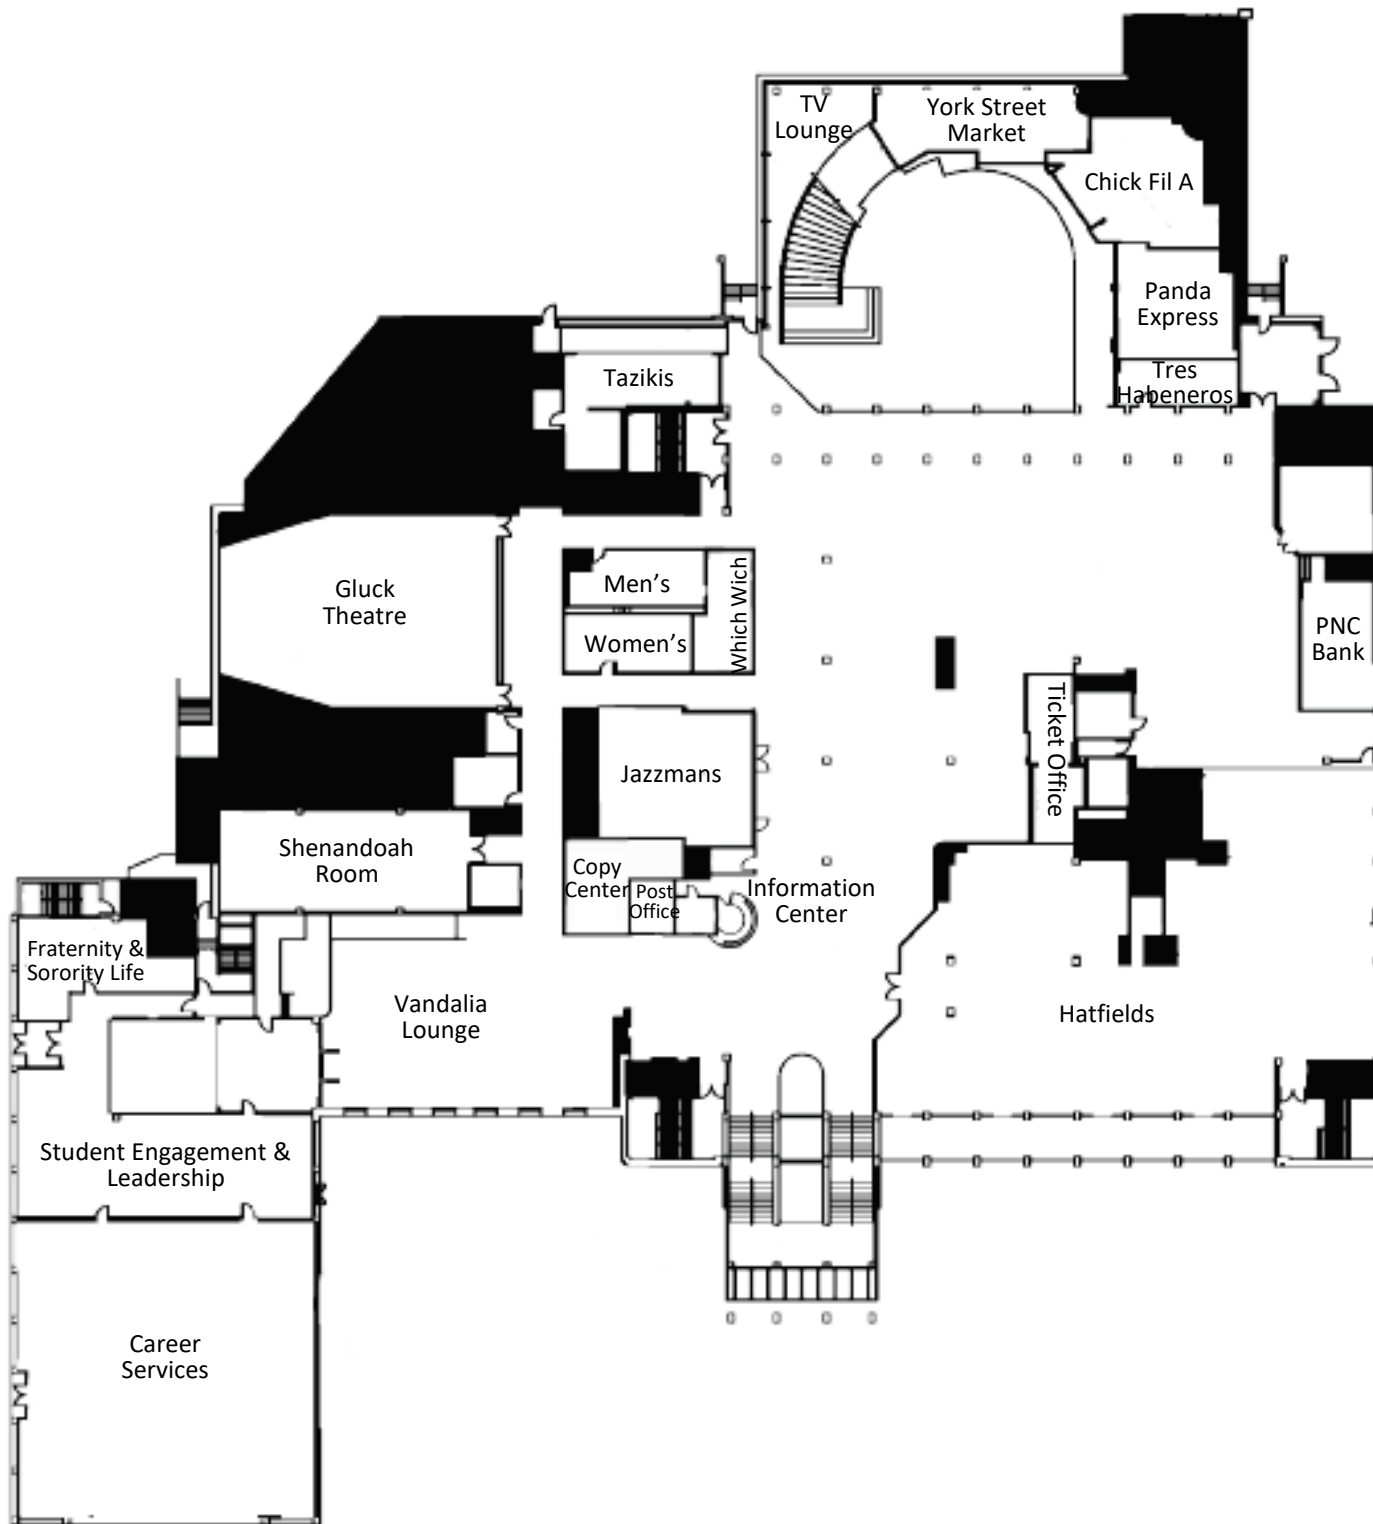 TV
Lounge
York Street
Market
Chick Fil A
Panda
Express
Tres
Habeneros
Tazikis
Gluck
Theatre
Men’s
Women’s
Which Wich
PNC
Bank
Ticket Office
Jazzmans
Shenandoah
Room
Copy
Center
Post
Office
Information
Center
Fraternity &
Sorority Life
Vandalia
Lounge
Hatfields
Student Engagement &
Leadership
Career
Services